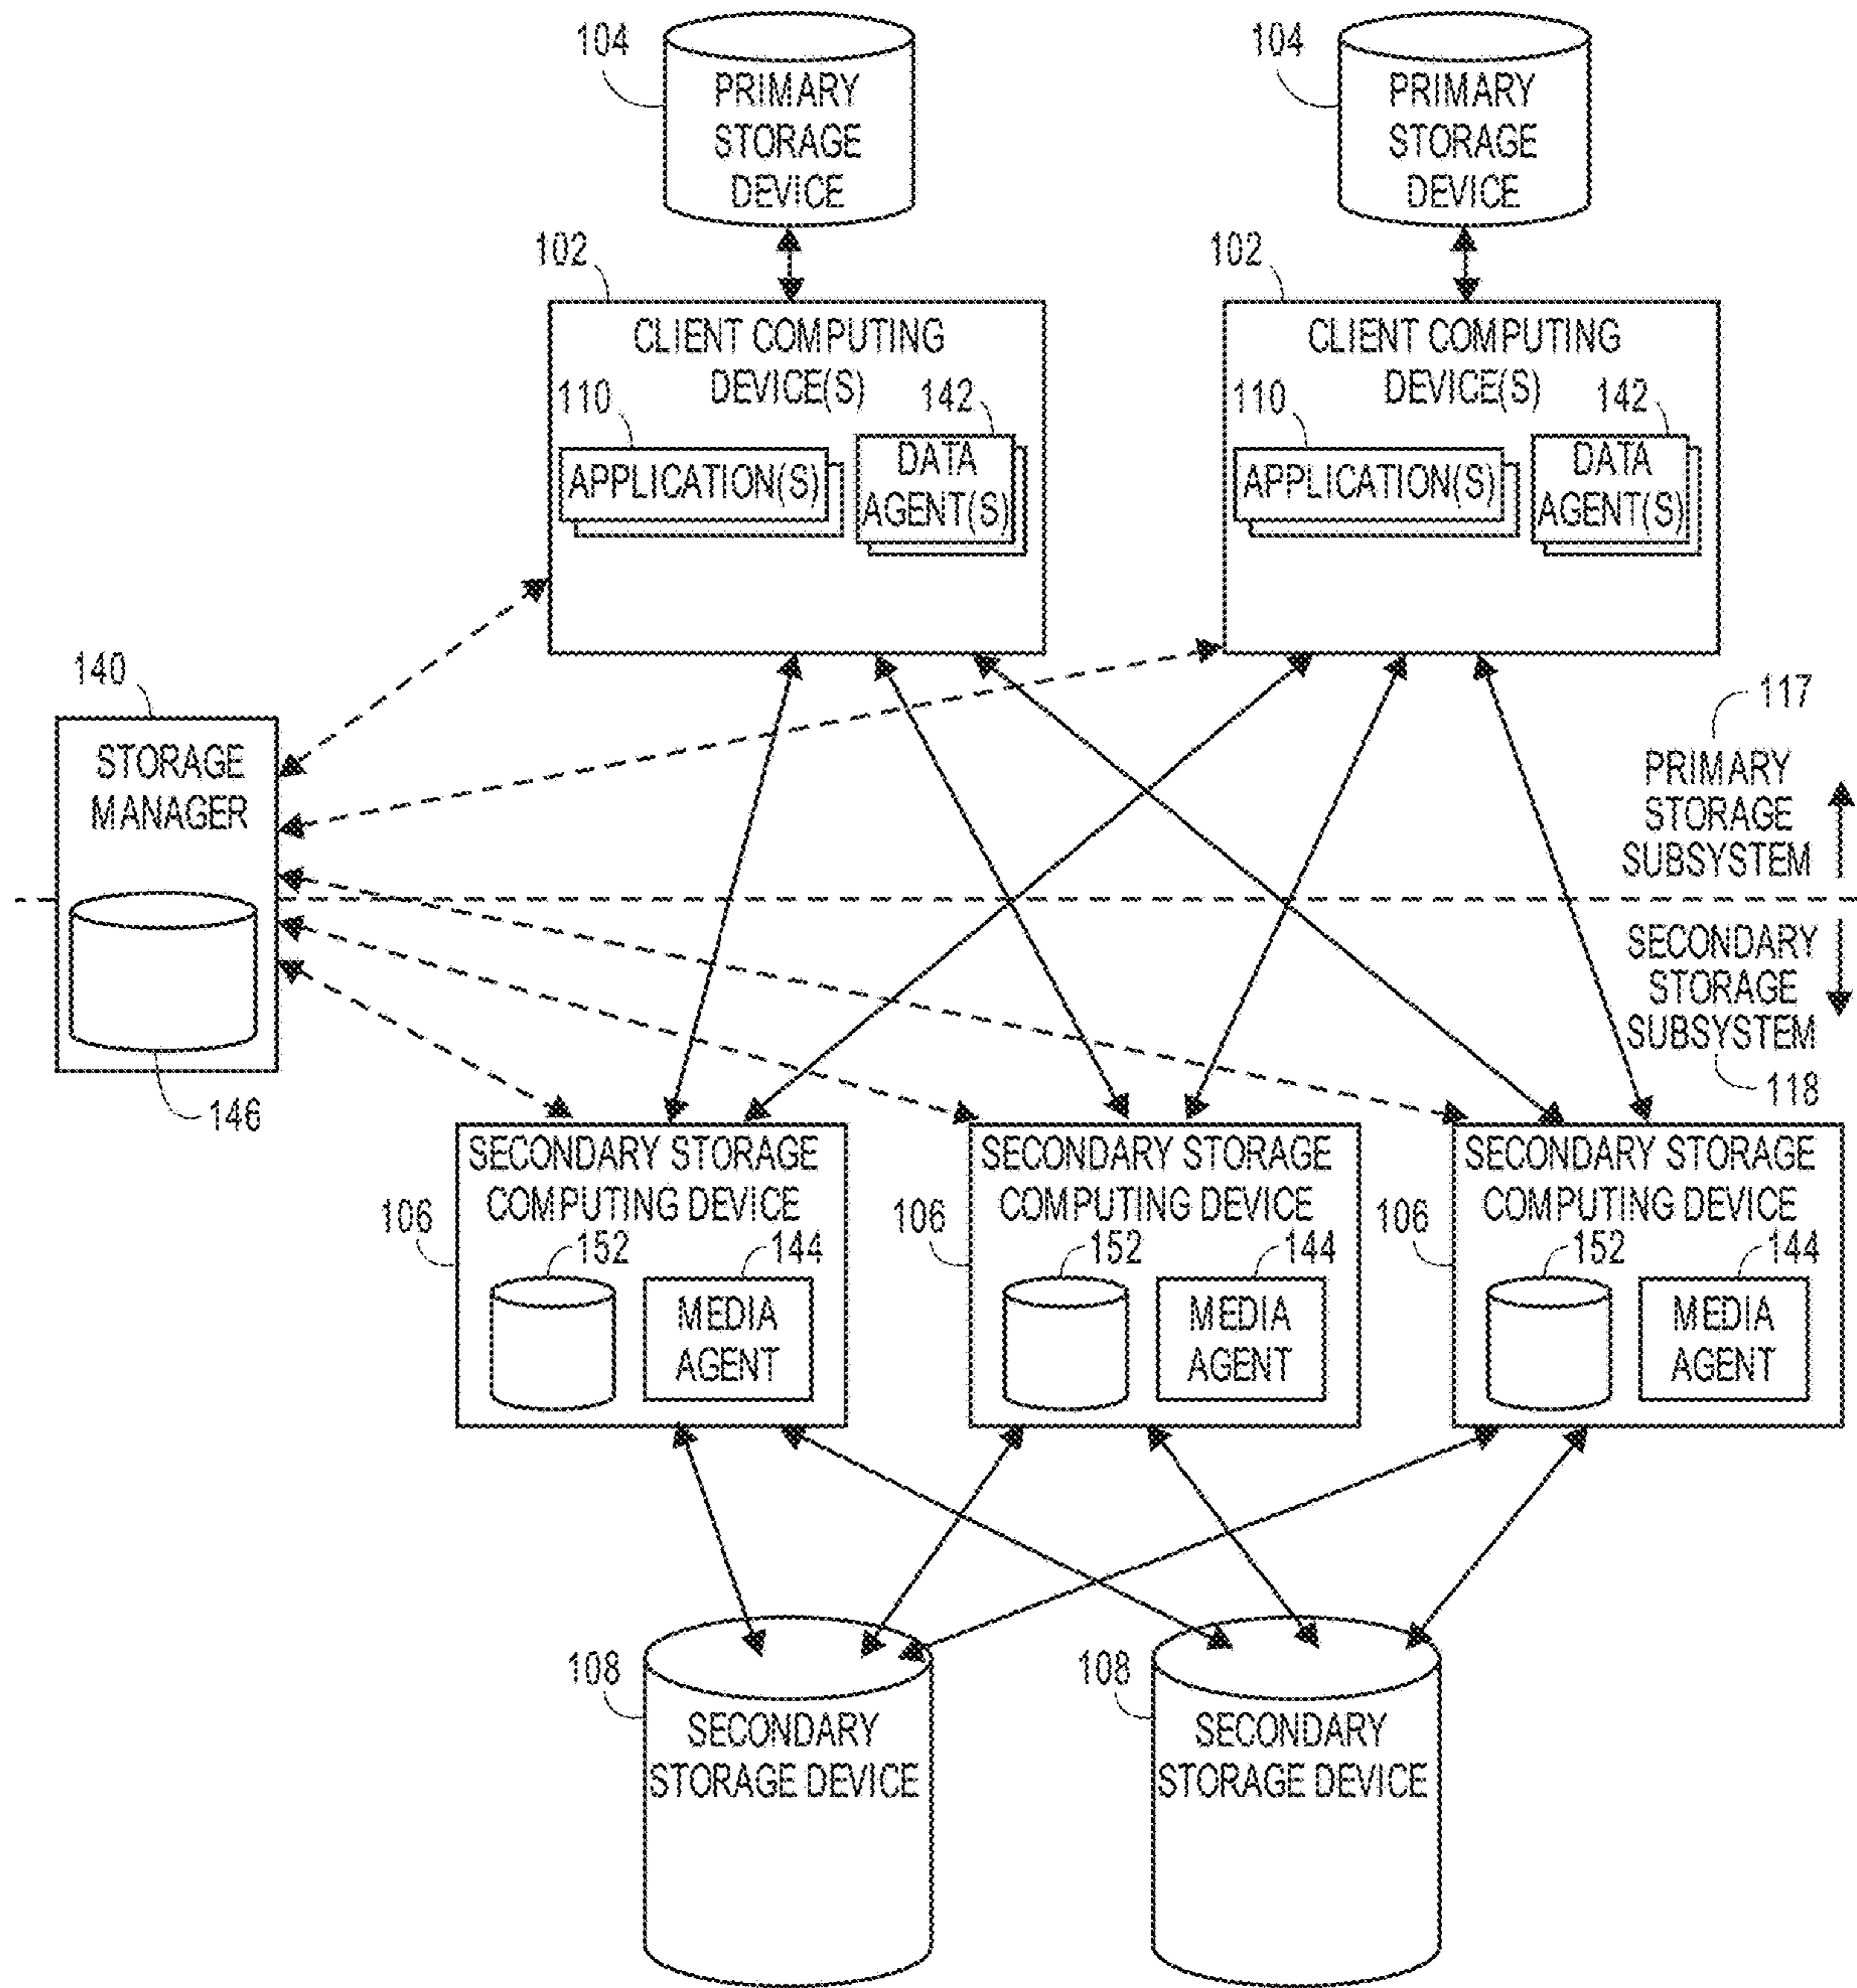 104
PRIMARY
STORAGE
DEVICE
104
PRIMARY
STORAGE
DEVICE
102
CLIENT COMPUTING
DEVICE(S)
110
142
APPLICATION(S)
DATA
AGENT(S)
102
CLIENT COMPUTING
DEVICE(S)
110
142
APPLICATION(S)
DATA
AGENT(S)
140
STORAGE
MANAGER
146
117
PRIMARY
STORAGE
SUBSYSTEM
SECONDARY
STORAGE
SUBSYSTEM
118
SECONDARY STORAGE
COMPUTING DEVICE
106
152
144
MEDIA
AGENT
SECONDARY STORAGE
COMPUTING DEVICE
106
152
144
MEDIA
AGENT
SECONDARY STORAGE
COMPUTING DEVICE
106
152
144
MEDIA
AGENT
108
SECONDARY
STORAGE DEVICE
108
SECONDARY
STORAGE DEVICE